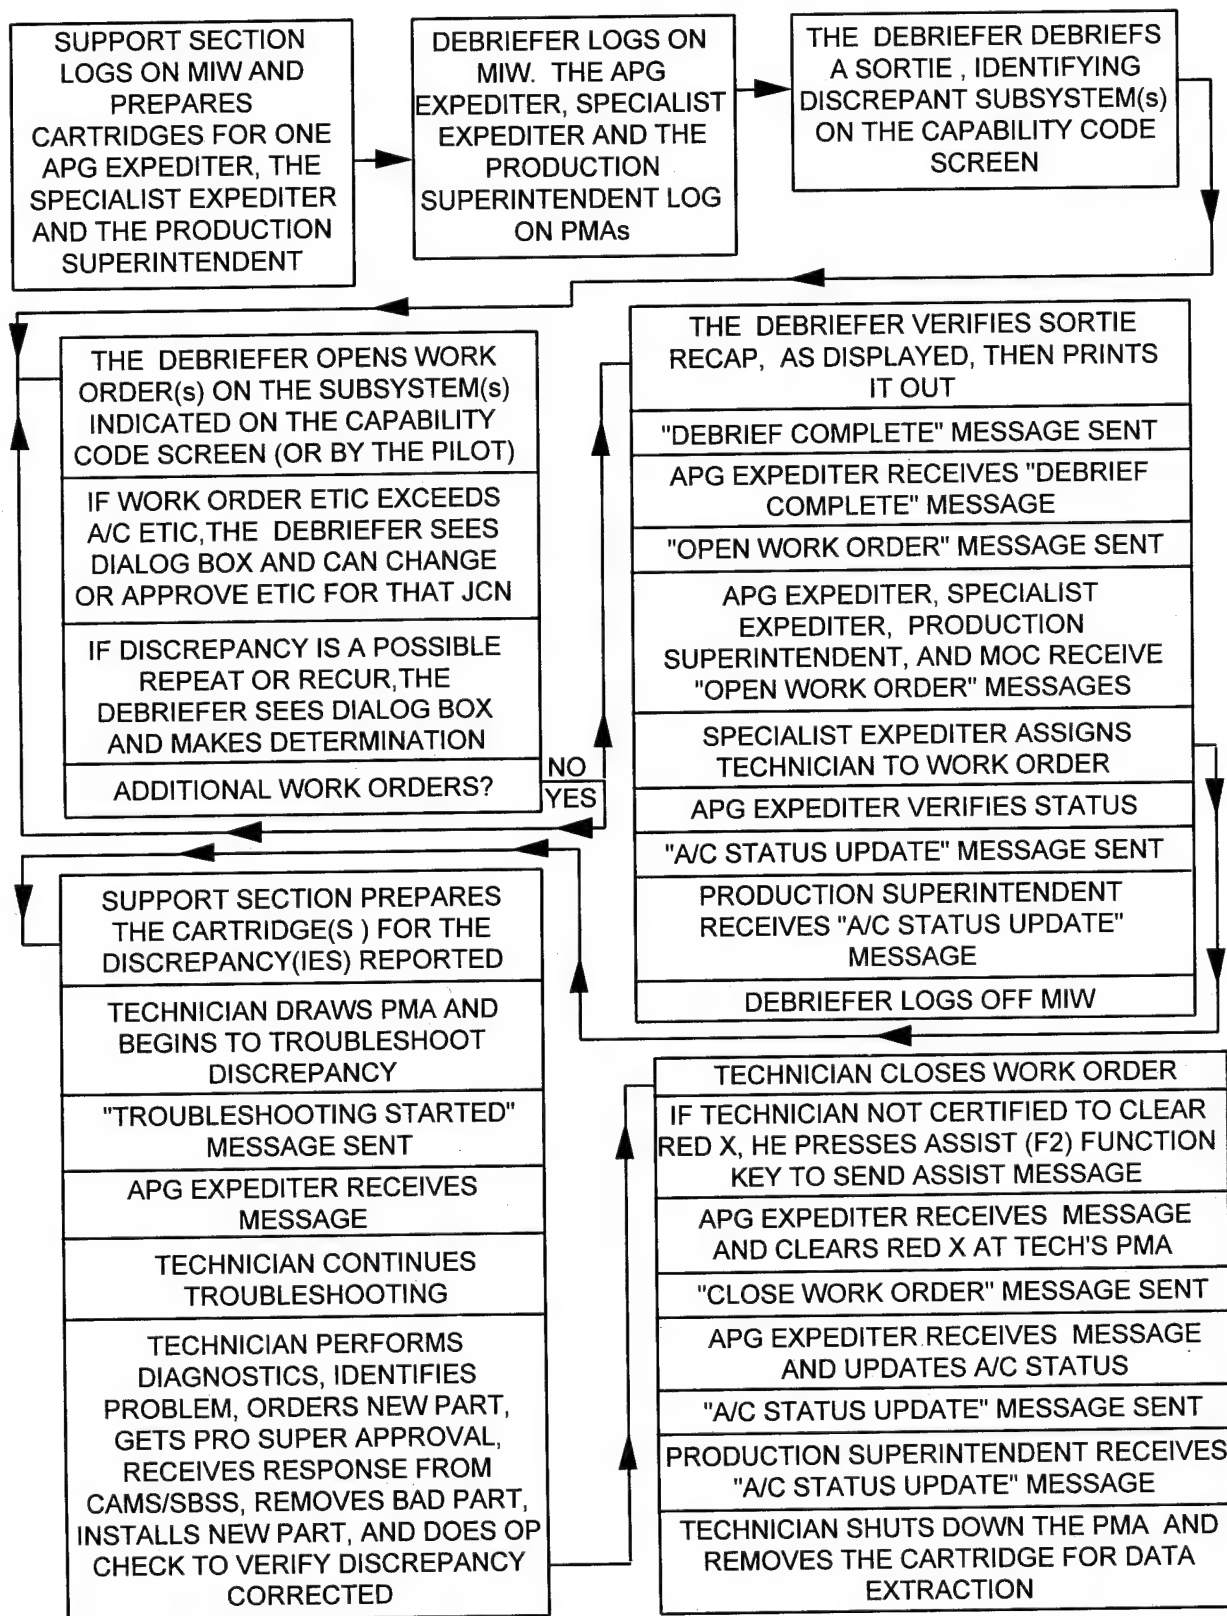 SUPPORT SECTION
LOGS ON MIW AND
PREPARES
CARTRIDGES FOR ONE
APG EXPEDITER, THE
SPECIALIST EXPEDITER
AND THE PRODUCTION
SUPERINTENDENT
DEBRIEFER LOGS ON
MIW. THE APG
EXPEDITER, SPECIALIST
EXPEDITER AND THE
PRODUCTION
SUPERINTENDENT LOG
ON PMAs
THE DEBRIEFER DEBRIEFS
A SORTIE , IDENTIFYING
DISCREPANT SUBSYSTEM(s)
ON THE CAPABILITY CODE
SCREEN
THE DEBRIEFER OPENS WORK
ORDER(s) ON THE SUBSYSTEM(s)
INDICATED ON THE CAPABILITY
CODE SCREEN (OR BY THE PILOT)
IF WORK ORDER ETIC EXCEEDS
A/C ETIC,THE DEBRIEFER SEES
DIALOG BOX AND CAN CHANGE
OR APPROVE ETIC FOR THAT JCN
IF DISCREPANCY IS A POSSIBLE
REPEAT OR RECUR,THE
DEBRIEFER SEES DIALOG BOX
AND MAKES DETERMINATION
ADDITIONAL WORK ORDERS?
NO
YES
THE DEBRIEFER VERIFIES SORTIE
RECAP, AS DISPLAYED, THEN PRINTS
IT OUT
"DEBRIEF COMPLETE" MESSAGE SENT
APG EXPEDITER RECEIVES "DEBRIEF
COMPLETE" MESSAGE
"OPEN WORK ORDER" MESSAGE SENT
APG EXPEDITER, SPECIALIST
EXPEDITER, PRODUCTION
SUPERINTENDENT, AND MOC RECEIVE
"OPEN WORK ORDER" MESSAGES
SPECIALIST EXPEDITER ASSIGNS
TECHNICIAN TO WORK ORDER
APG EXPEDITER VERIFIES STATUS
"A/C STATUS UPDATE" MESSAGE SENT
PRODUCTION SUPERINTENDENT
RECEIVES "A/C STATUS UPDATE"
MESSAGE
DEBRIEFER LOGS OFF MIW
SUPPORT SECTION PREPARES
THE CARTRIDGE(S ) FOR THE
DISCREPANCY(IES) REPORTED
TECHNICIAN DRAWS PMA AND
BEGINS TO TROUBLESHOOT
DISCREPANCY
"TROUBLESHOOTING STARTED"
MESSAGE SENT
APG EXPEDITER RECEIVES
MESSAGE
TECHNICIAN CONTINUES
TROUBLESHOOTING
TECHNICIAN PERFORMS
DIAGNOSTICS, IDENTIFIES
PROBLEM, ORDERS NEW PART,
GETS PRO SUPER APPROVAL,
RECEIVES RESPONSE FROM
CAMS/SBSS, REMOVES BAD PART,
INSTALLS NEW PART, AND DOES OP
CHECK TO VERIFY DISCREPANCY
CORRECTED
TECHNICIAN CLOSES WORK ORDER
IF TECHNICIAN NOT CERTIFIED TO CLEAR
RED X, HE PRESSES ASSIST (F2) FUNCTION
KEY TO SEND ASSIST MESSAGE
APG EXPEDITER RECEIVES MESSAGE
AND CLEARS RED X AT TECH'S PMA
"CLOSE WORK ORDER" MESSAGE SENT
APG EXPEDITER RECEIVES MESSAGE
AND UPDATES A/C STATUS
"A/C STATUS UPDATE" MESSAGE SENT
PRODUCTION SUPERINTENDENT RECEIVES
"A/C STATUS UPDATE" MESSAGE
TECHNICIAN SHUTS DOWN THE PMA AND
REMOVES THE CARTRIDGE FOR DATA
EXTRACTION